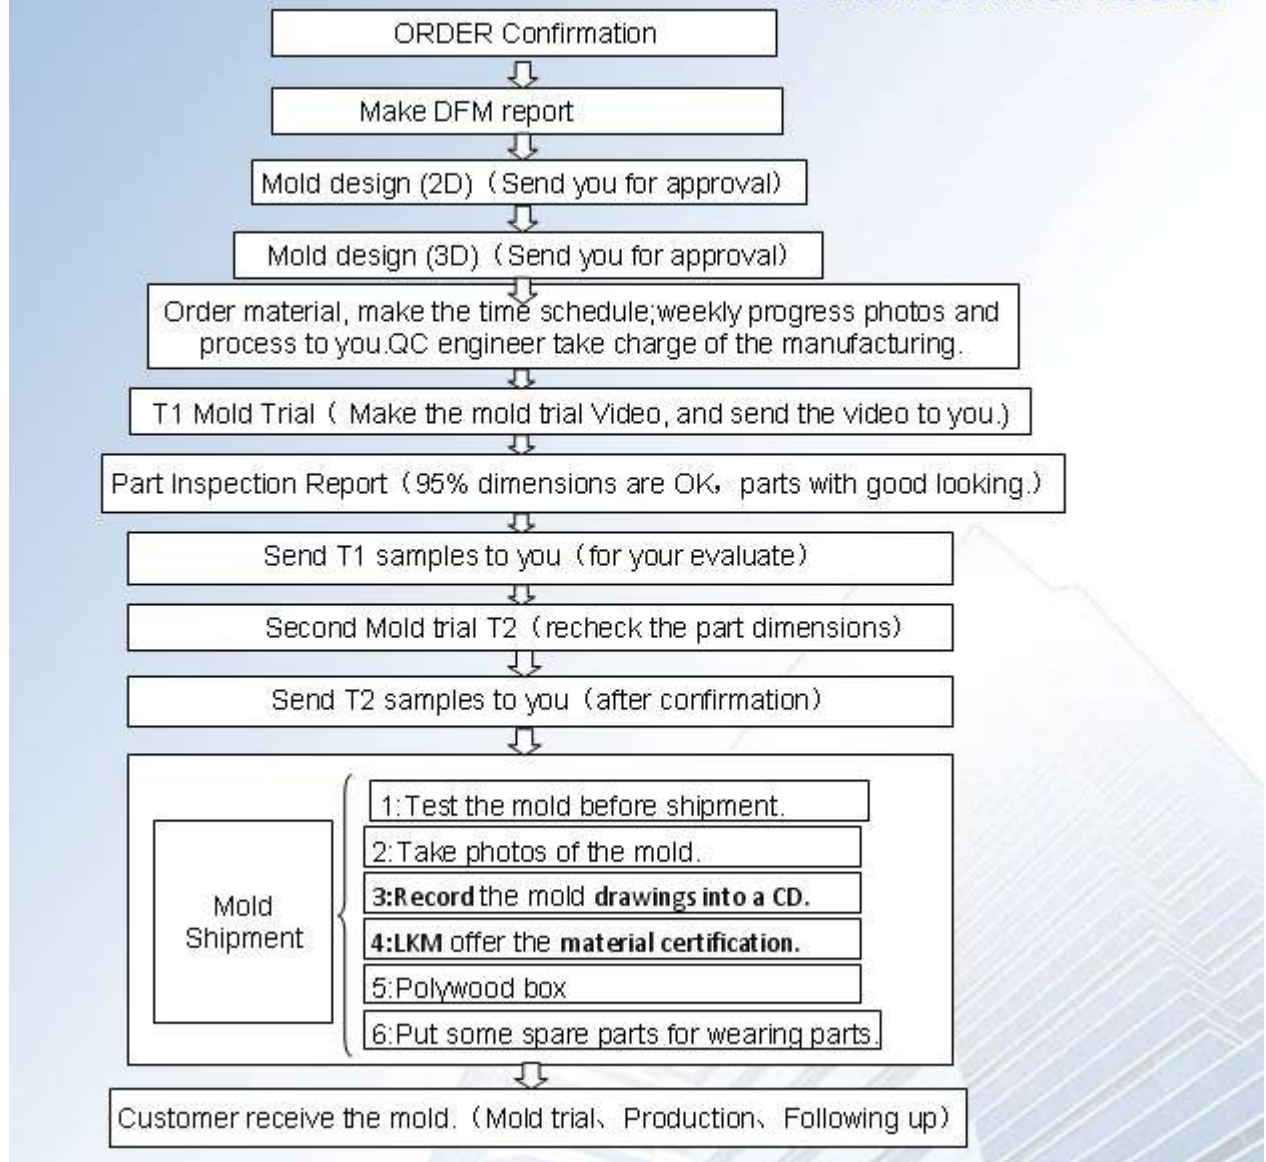 ORDER Confirmation
Make DFM report
Mold design (2D)（Send you for approval）
Mold design (3D)（Send you for approval）
Order material, make the time schedule;weekly progress photos and
process to you.QC engineer take charge of the manufacturing.
T1 Mold Trial（ Make the mold trial Video, and send the video to you.)
Part Inspection Report（95% dimensions are OK，parts with good looking.）
Send T1 samples to you（for your evaluate）
Second Mold trial T2（recheck the part dimensions）
Send T2 samples to you（after confirmation）
Mold
Shipment
1:Test the mold before shipment.
2:Take photos of the mold.
3:Record the mold drawings into a CD.
4:LKM offer the material certification.
5:Polywood box
6:Put some spare parts for wearing parts.
Customer receive the mold.（Mold trial、Production、Following up）